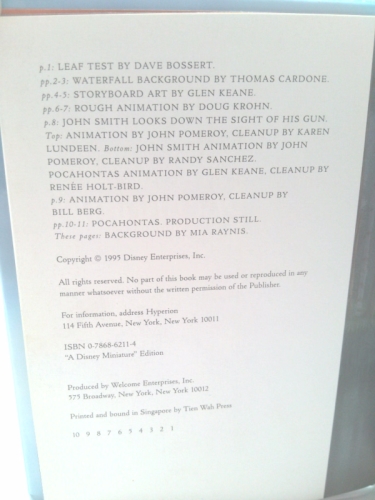 p.1: LEAF TEST BY DAVE BOSSERT.
pp.2-3: WATERFALL BACKGROUND BY THOMAS CARDONE.
pp.4-5: STORYBOARD ART BY GLEN KEANE.
pp.6-7: ROUGH ANIMATION BY DOUG KROHN.
p.8: JOHN SMITH LOOKS DOWN THE SIGHT OF HIS GUN.
Top: ANIMATION BY JOHN POMEROY, CLEANUP BY KAREN
LUNDEEN. Bottom: JOHN SMITH ANIMATION BY JOHN
POMEROY, CLEANUP BY RANDY SANCHEZ.
POCAHONTAS ANIMATION BY GLEN KEANE, CLEANUP BY
RENÉE HOLT-BIRD.
p.9: ANIMATION BY JOHN POMEROY, CLEANUP BY
BILL BERG.
pp.10-11: POCAHONTAS. PRODUCTION STILL.
These pages: BACKGROUND BY MIA RAYNIS.
Copyright © 1995 Disney Enterprises, Inc.
All rights reserved. No part of this book may be used or reproduced in any
manner whatsoever without the written permission of the Publisher.
For information, address Hyperion
114 Fifth Avenue, New York, New York 10011
ISBN 0-7868-6211-4
"A Disney Miniature" Edition
Produced by Welcome Enterprises, Inc.
575 Broadway, New York, New York 10012
Printed and bound in Singapore by Tien Wah Press
10 9 8 7 6 5 4 3 2 1